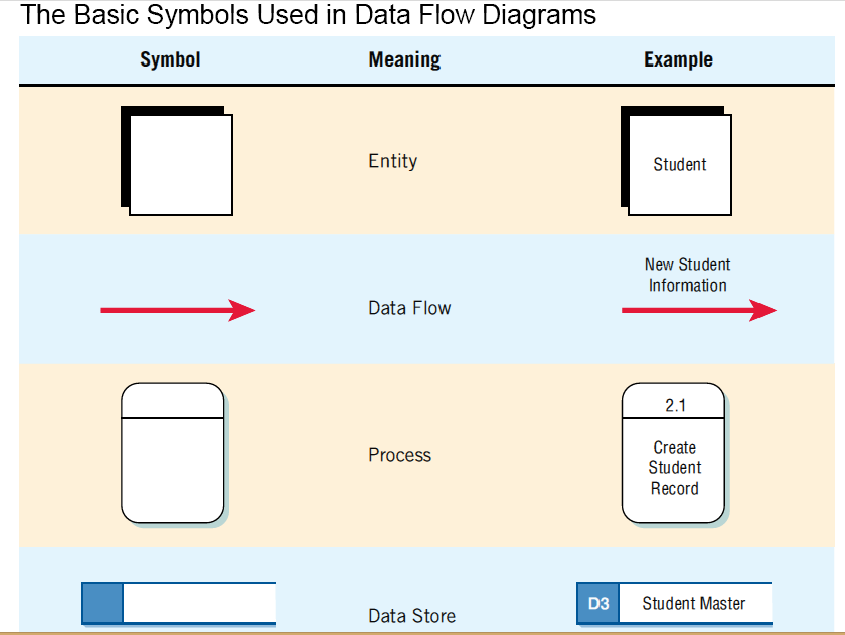 The Basic Symbols Used in Data Flow Diagrams
Symbol Meaning Example
Entity Student
New Student
Information
Data Flow
2.1
Process
Create
Student
Record
Data Store D3 Student Master